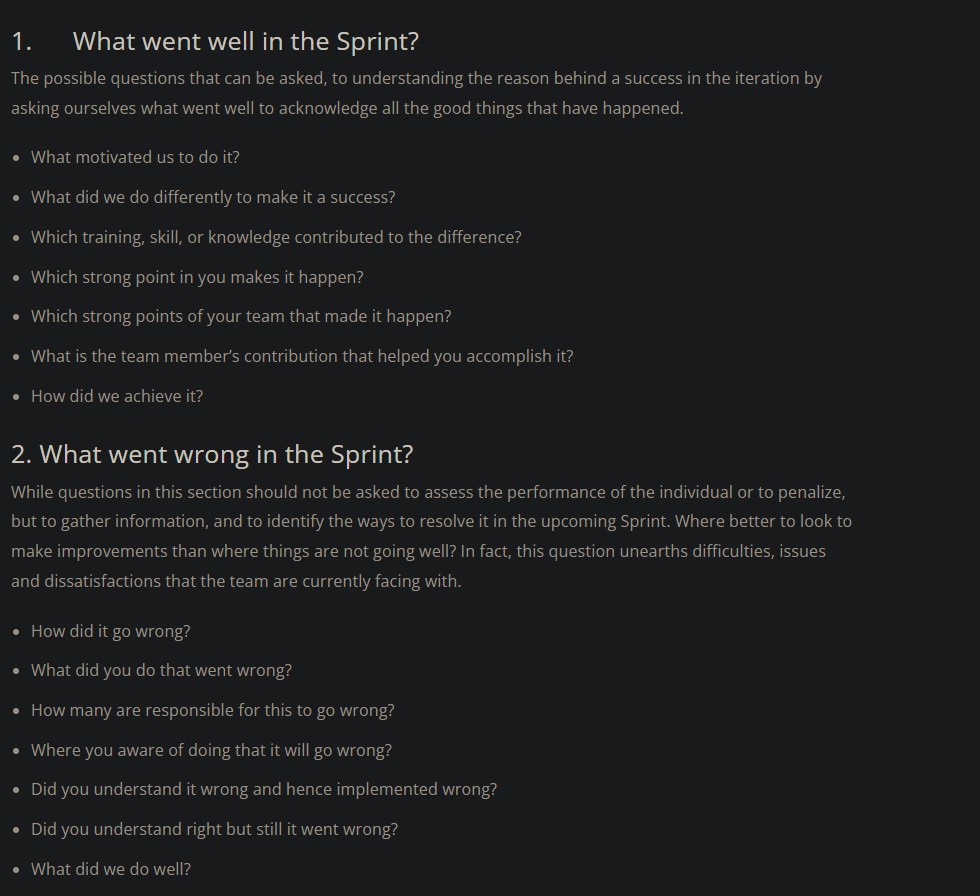 1. What went well in the Sprint?
The possible questions that can be asked, to understanding the reason behind a success in the iteration by
asking ourselves what went well to acknowledge all the good things that have happened.
• What motivated us to do it?
• What did we do differently to make it a success?
• Which training, skill, or knowledge contributed to the difference?
• Which strong point in you makes it happen?
• Which strong points of your team that made it happen?
• What is the team member’s contribution that helped you accomplish it?
• How did we achieve it?
2. What went wrong in the Sprint?
While questions in this section should not be asked to assess the performance of the individual or to penalize,
but to gather information, and to identify the ways to resolve it in the upcoming Sprint. Where better to look to
make improvements than where things are not going well? In fact, this question unearths difficulties, issues
and dissatisfactions that the team are currently facing with.
• How did it go wrong?
• What did you do that went wrong?
• How many are responsible for this to go wrong?
• Where you aware of doing that it will go wrong?
• Did you understand it wrong and hence implemented wrong?
• Did you understand right but still it went wrong?
• What did we do well?